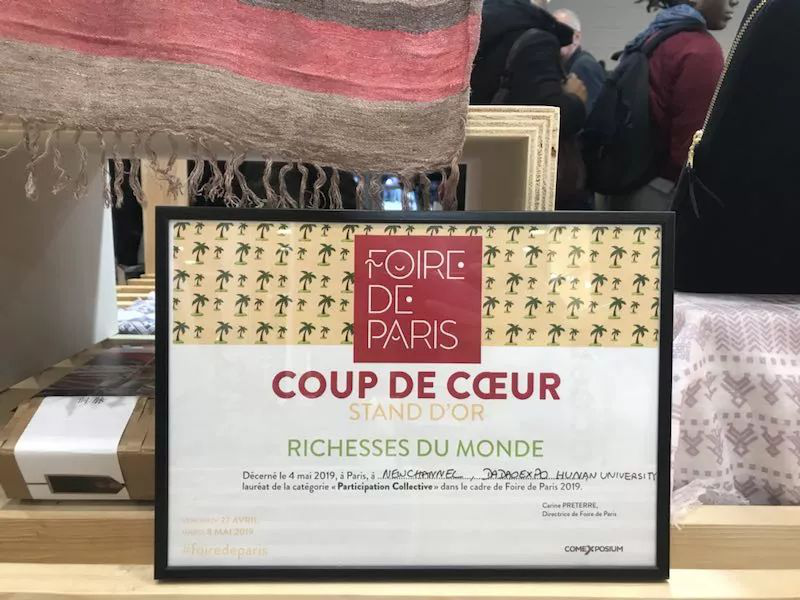 FOIRE
DE
PARIS
COUP DE CŒUR
STAND D'OR
RICHESSES DU MONDE
Décerné le 4 mai 2019, à Paris, à NEWCHANNEL, DADAOEXPO HUNAN UNIVERSITY
lauréat de la catégorie « Participation Collective » dans le cadre de Foire de Paris 2019.
Carine PRETERRE,
Directrice de Foire de Paris
27 AVRIL
8 MAI 2019
#foiredeparis
COMEXPOSIUM